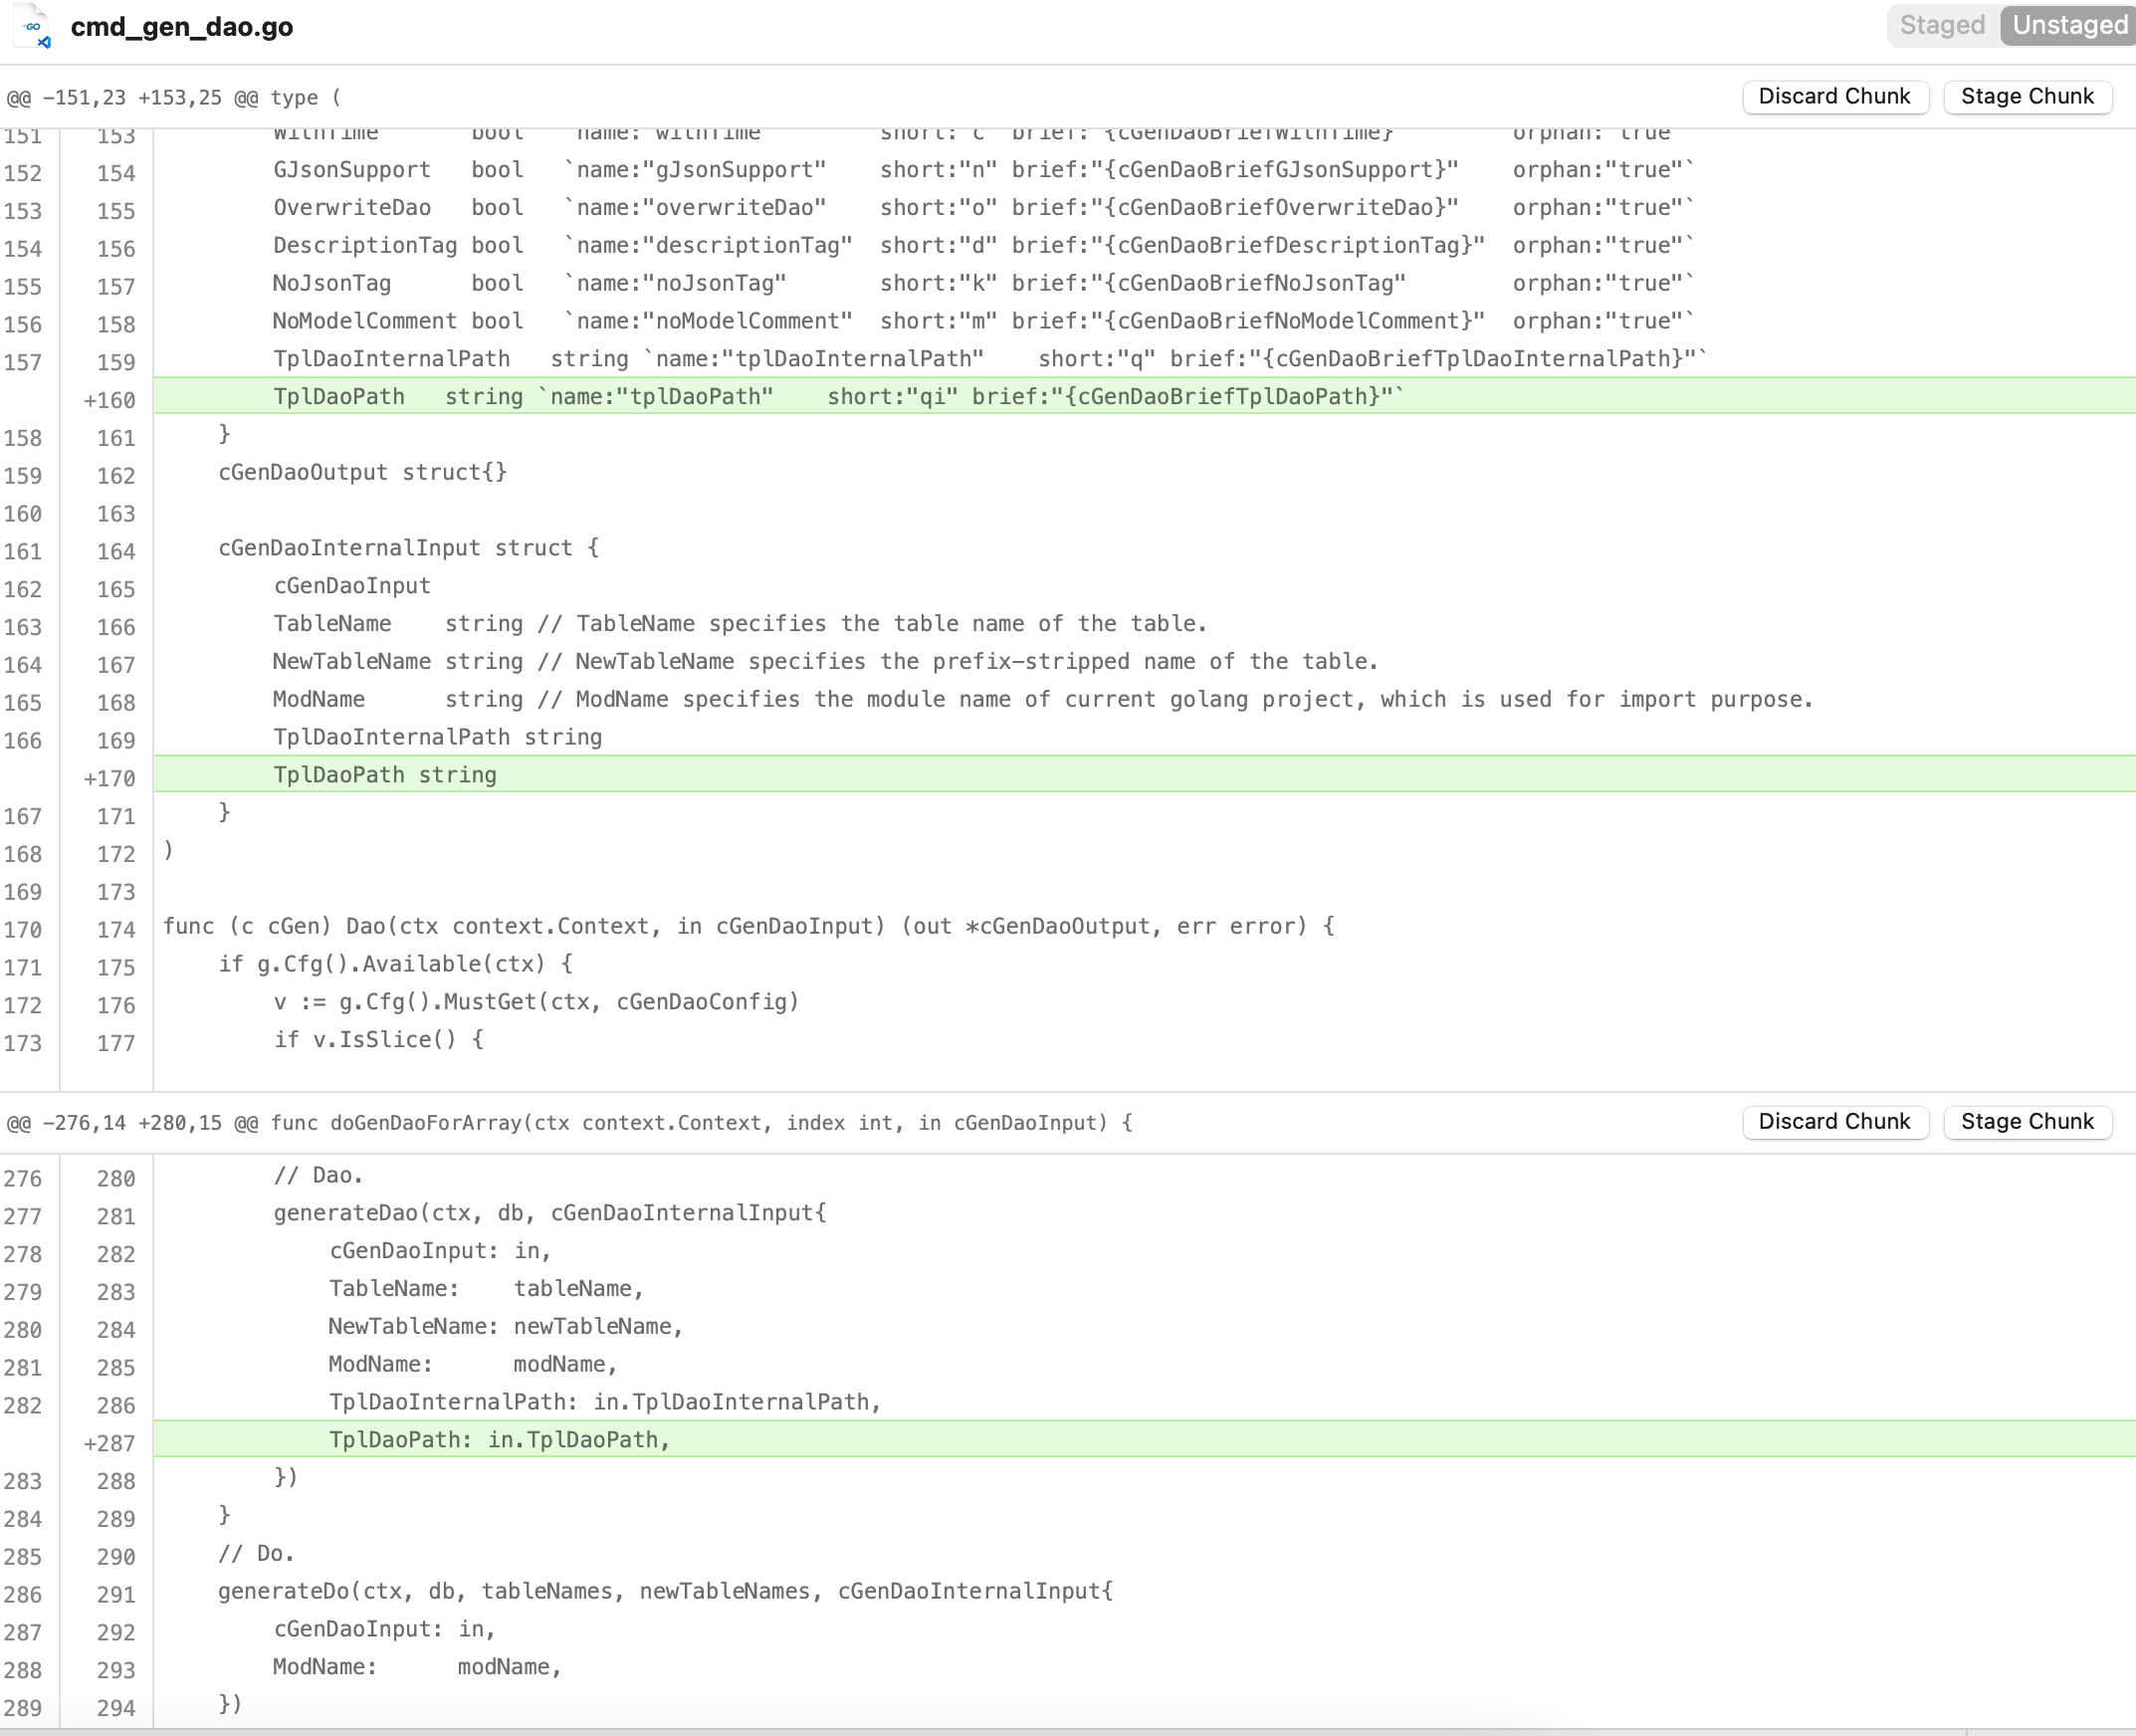 GO
cmd_gen_dao.go
Staged Unstaged
@@ -151,23 +153,25 @@ type (
Discard Chunk Stage Chunk
151 153 WithTime bool `name:"withTime" short:"c" brief:"{cGenDaoBriefWithTime}" orphan:"true"`
152 154 GJsonSupport bool `name:"gJsonSupport" short:"n" brief:"{cGenDaoBriefGJsonSupport}" orphan:"true"`
153 155 OverwriteDao bool `name:"overwriteDao" short:"o" brief:"{cGenDaoBriefOverwriteDao}" orphan:"true"`
154 156 DescriptionTag bool `name:"descriptionTag" short:"d" brief:"{cGenDaoBriefDescriptionTag}" orphan:"true"`
155 157 NoJsonTag bool `name:"noJsonTag" short:"k" brief:"{cGenDaoBriefNoJsonTag" orphan:"true"`
156 158 NoModelComment bool `name:"noModelComment" short:"m" brief:"{cGenDaoBriefNoModelComment}" orphan:"true"`
157 159 TplDaoInternalPath string `name:"tplDaoInternalPath" short:"q" brief:"{cGenDaoBriefTplDaoInternalPath}"`
+160 TplDaoPath string `name:"tplDaoPath" short:"qi" brief:"{cGenDaoBriefTplDaoPath}"`
158 161 }
159 162 cGenDaoOutput struct{}
160 163
161 164 cGenDaoInternalInput struct {
162 165 cGenDaoInput
163 166 TableName string // TableName specifies the table name of the table.
164 167 NewTableName string // NewTableName specifies the prefix-stripped name of the table.
165 168 ModName string // ModName specifies the module name of current golang project, which is used for import purpose.
166 169 TplDaoInternalPath string
+170 TplDaoPath string
167 171 }
168 172 )
169 173
170 174 func (c cGen) Dao(ctx context.Context, in cGenDaoInput) (out *cGenDaoOutput, err error) {
171 175 if g.Cfg().Available(ctx) {
172 176 v := g.Cfg().MustGet(ctx, cGenDaoConfig)
173 177 if v.IsSlice() {
@@ -276,14 +280,15 @@ func doGenDaoForArray(ctx context.Context, index int, in cGenDaoInput) {
Discard Chunk Stage Chunk
276 280 // Dao.
277 281 generateDao(ctx, db, cGenDaoInternalInput{
278 282 cGenDaoInput: in,
279 283 TableName: tableName,
280 284 NewTableName: newTableName,
281 285 ModName: modName,
282 286 TplDaoInternalPath: in.TplDaoInternalPath,
+287 TplDaoPath: in.TplDaoPath,
283 288 })
284 289 }
285 290 // Do.
286 291 generateDo(ctx, db, tableNames, newTableNames, cGenDaoInternalInput{
287 292 cGenDaoInput: in,
288 293 ModName: modName,
289 294 })